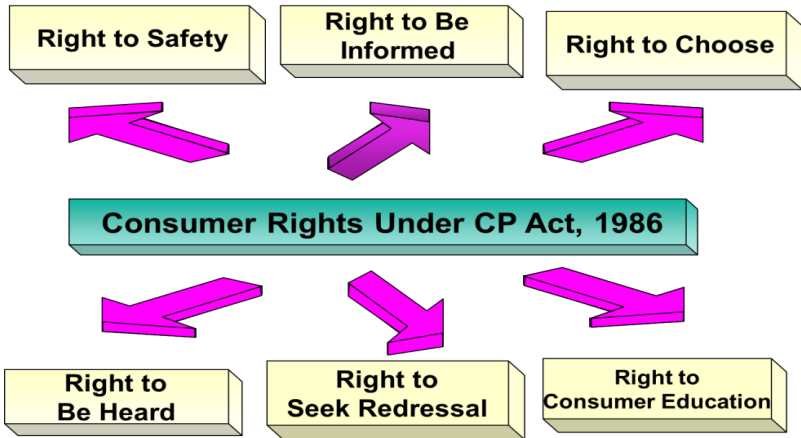 Right to Safety
Right to Be
Informed
Right to Choose
Consumer Rights Under CP Act, 1986
Right to
Be Heard
Right to
Seek Redressal
Right to
Consumer Education